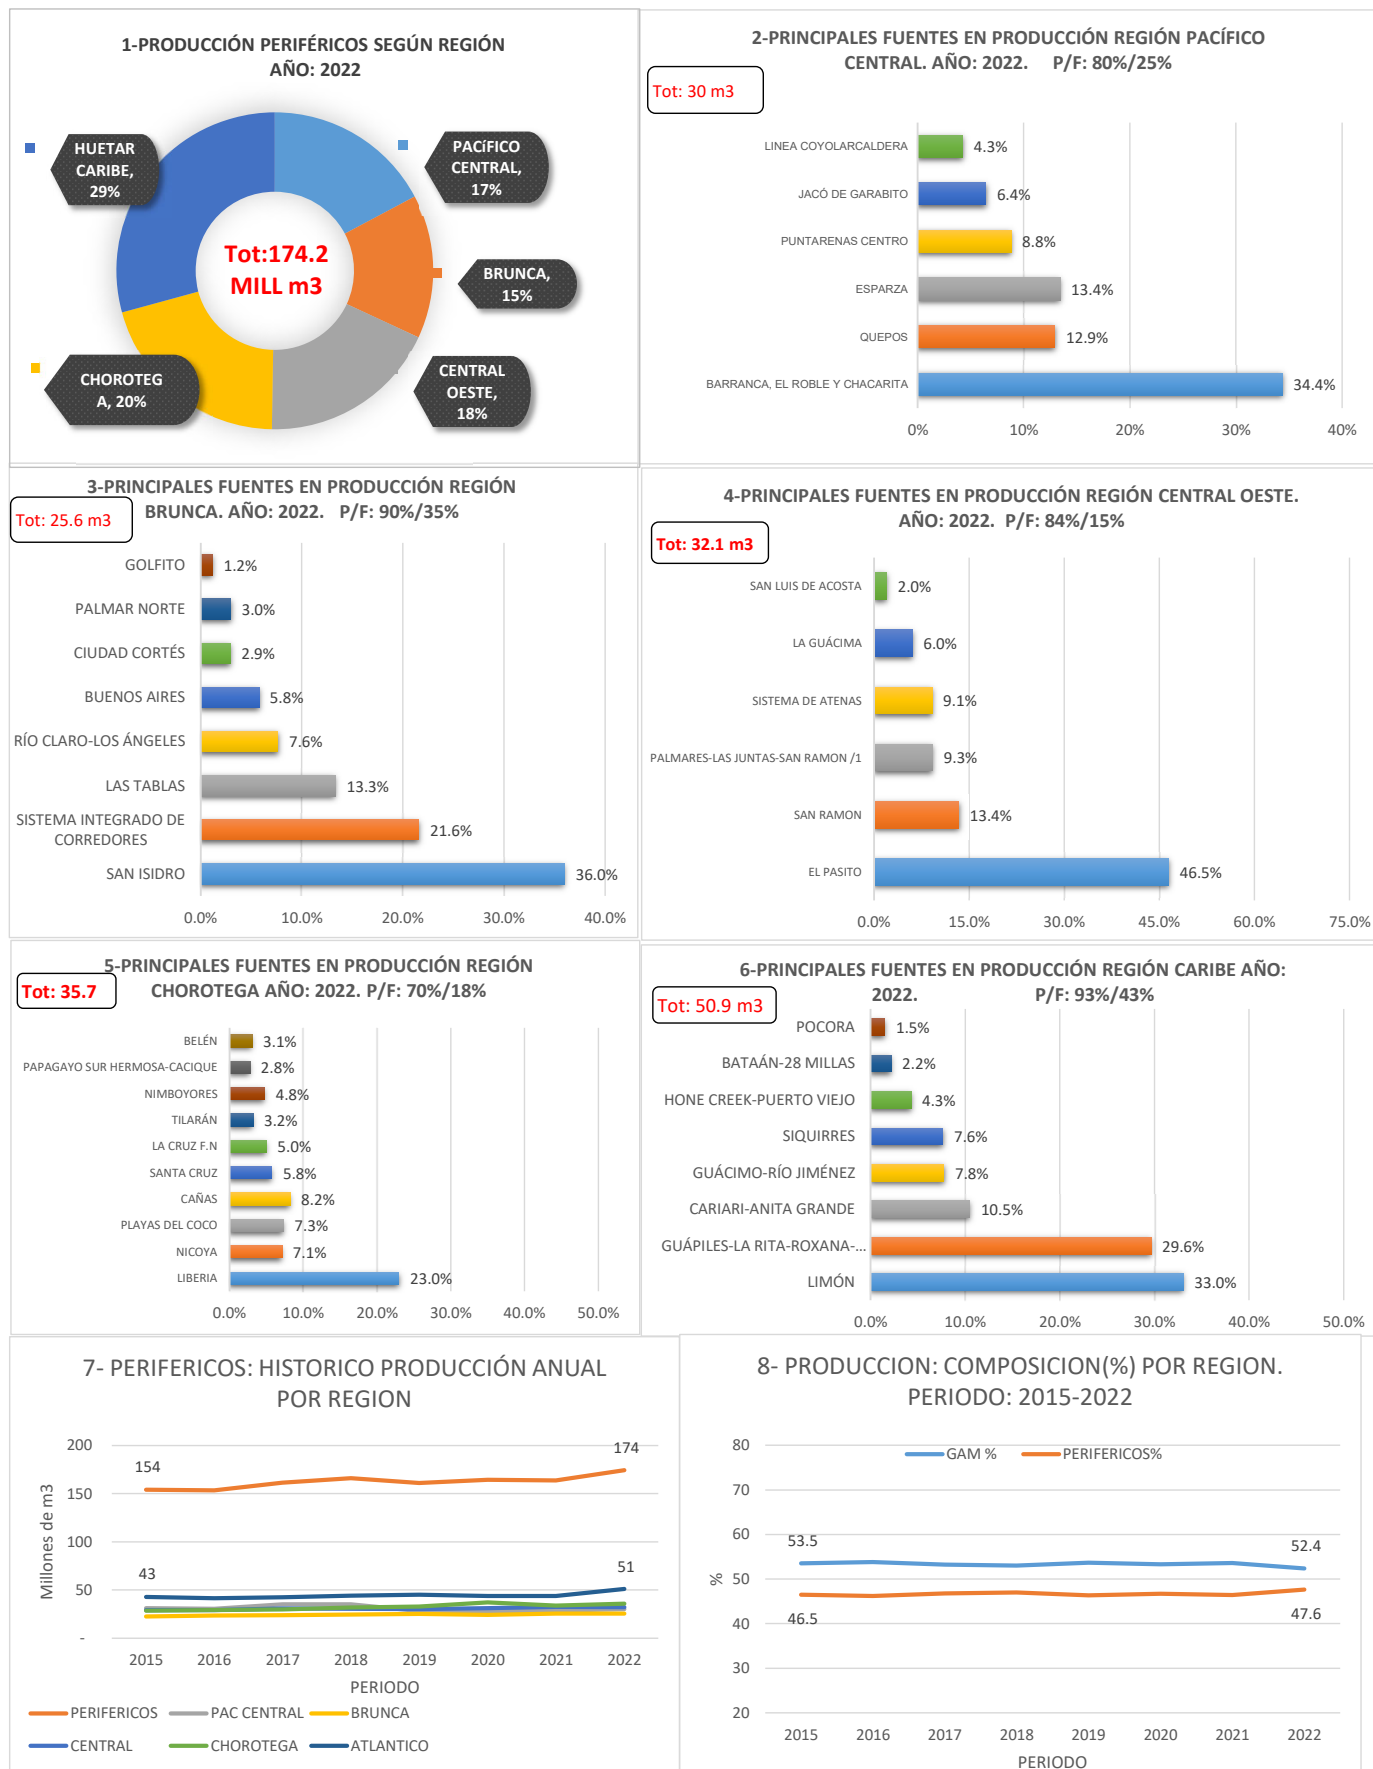 1-PRODUCCIÓN PERIFÉRICOS SEGÚN REGIÓN
AÑO: 2022
HUETAR
CARIBE,
29%
PACíFICO
CENTRAL,
17%
Tot:174.2
MILL m3
BRUNCA,
15%
CHOROTEG
A, 20%
CENTRAL
OESTE,
18%
2-PRINCIPALES FUENTES EN PRODUCCIÓN REGIÓN PACÍFICO
CENTRAL. AÑO: 2022. P/F: 80%/25%
Tot: 30 m3
LINEA COYOLARCALDERA 4.3%
JACÓ DE GARABITO 6.4%
PUNTARENAS CENTRO 8.8%
ESPARZA 13.4%
QUEPOS 12.9%
BARRANCA, EL ROBLE Y CHACARITA 34.4%
0% 10% 20% 30% 40%
3-PRINCIPALES FUENTES EN PRODUCCIÓN REGIÓN
BRUNCA. AÑO: 2022. P/F: 90%/35%
Tot: 25.6 m3
GOLFITO 1.2%
PALMAR NORTE 3.0%
CIUDAD CORTÉS 2.9%
BUENOS AIRES 5.8%
RÍO CLARO-LOS ÁNGELES 7.6%
LAS TABLAS 13.3%
SISTEMA INTEGRADO DE
CORREDORES 21.6%
SAN ISIDRO 36.0%
0.0% 10.0% 20.0% 30.0% 40.0%
4-PRINCIPALES FUENTES EN PRODUCCIÓN REGIÓN CENTRAL OESTE.
AÑO: 2022. P/F: 84%/15%
Tot: 32.1 m3
SAN LUIS DE ACOSTA 2.0%
LA GUÁCIMA 6.0%
SISTEMA DE ATENAS 9.1%
PALMARES-LAS JUNTAS-SAN RAMON /1 9.3%
SAN RAMON 13.4%
EL PASITO 46.5%
0.0% 15.0% 30.0% 45.0% 60.0% 75.0%
5-PRINCIPALES FUENTES EN PRODUCCIÓN REGIÓN
CHOROTEGA AÑO: 2022. P/F: 70%/18%
Tot: 35.7
BELÉN 3.1%
PAPAGAYO SUR HERMOSA-CACIQUE 2.8%
NIMBOYORES 4.8%
TILARÁN 3.2%
LA CRUZ F.N 5.0%
SANTA CRUZ 5.8%
CAÑAS 8.2%
PLAYAS DEL COCO 7.3%
NICOYA 7.1%
LIBERIA 23.0%
0.0% 10.0% 20.0% 30.0% 40.0% 50.0%
6-PRINCIPALES FUENTES EN PRODUCCIÓN REGIÓN CARIBE AÑO:
2022. P/F: 93%/43%
Tot: 50.9 m3
POCORA 1.5%
BATAÁN-28 MILLAS 2.2%
HONE CREEK-PUERTO VIEJO 4.3%
SIQUIRRES 7.6%
GUÁCIMO-RÍO JIMÉNEZ 7.8%
CARIARI-ANITA GRANDE 10.5%
GUÁPILES-LA RITA-ROXANA-… 29.6%
LIMÓN 33.0%
0.0% 10.0% 20.0% 30.0% 40.0% 50.0%
7- PERIFERICOS: HISTORICO PRODUCCIÓN ANUAL
POR REGION
Millones de m3
200
150
100
50
-
154
174
43
51
2015 2016 2017 2018 2019 2020 2021 2022
PERIODO
PERIFERICOS PAC CENTRAL BRUNCA
CENTRAL CHOROTEGA ATLANTICO
8- PRODUCCION: COMPOSICION(%) POR REGION.
PERIODO: 2015-2022
GAM % PERIFERICOS%
%
80
70
60
50
40
30
20
53.5
52.4
46.5
47.6
2015 2016 2017 2018 2019 2020 2021 2022
PERIODO